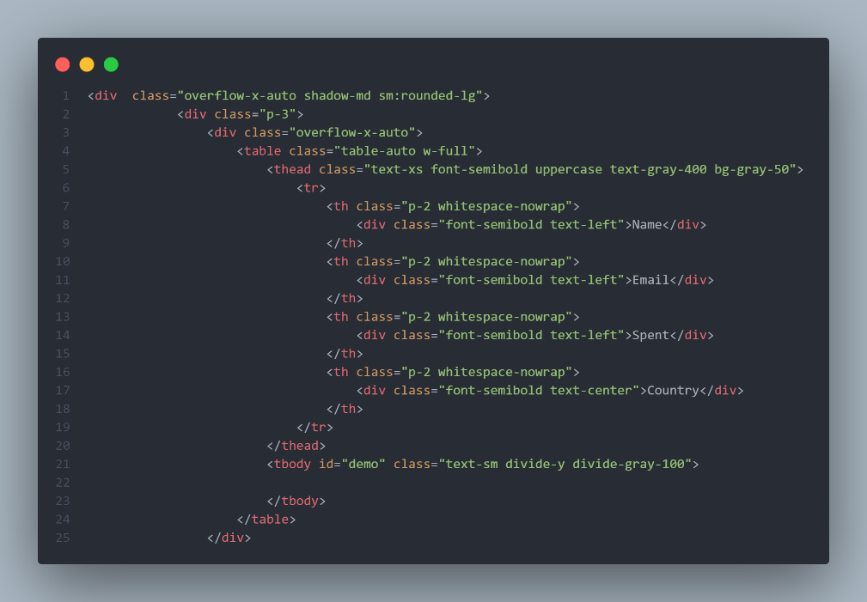 1 <div  class="overflow-x-auto shadow-md sm:rounded-lg">
2             <div class="p-3">
3                 <div class="overflow-x-auto">
4                     <table class="table-auto w-full">
5                         <thead class="text-xs font-semibold uppercase text-gray-400 bg-gray-50">
6                             <tr>
7                                 <th class="p-2 whitespace-nowrap">
8                                     <div class="font-semibold text-left">Name</div>
9                                 </th>
10                                 <th class="p-2 whitespace-nowrap">
11                                     <div class="font-semibold text-left">Email</div>
12                                 </th>
13                                 <th class="p-2 whitespace-nowrap">
14                                     <div class="font-semibold text-left">Spent</div>
15                                 </th>
16                                 <th class="p-2 whitespace-nowrap">
17                                     <div class="font-semibold text-center">Country</div>
18                                 </th>
19                             </tr>
20                         </thead>
21                         <tbody id="demo" class="text-sm divide-y divide-gray-100">
22
23                         </tbody>
24                     </table>
25                 </div>